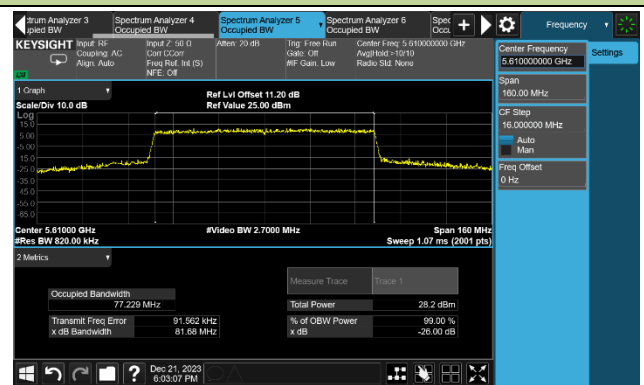 trum Analyzer 3
upied BW
Spectrum Analyzer 4
Occupied BW
Spectrum Analyzer 5
Occupied BW
Spectrum Analyzer 6
Occupied BW
Spec
Occu
Frequency
KEYSIGHT
Input: RF
Coupling: AC
Align: Auto
Input Z: 50 Ω
Corr CCorr
Freq Ref: Int (S)
NFE: Off
Atten: 20 dB
Trig: Free Run
Gate: Off
#IF Gain: Low
Center Freq: 5.610000000 GHz
Avg|Hold:>10/10
Radio Std: None
Center Frequency
5.610000000 GHz
Settings
Span
160.00 MHz
CF Step
16.000000 MHz
Auto
Man
Freq Offset
0 Hz
1 Graph
Scale/Div 10.0 dB
Ref Lvl Offset 11.20 dB
Ref Value 25.00 dBm
Log
15.0
5.00
-5.00
-15.0
-25.0
-35.0
-45.0
-55.0
-65.0
Center 5.61000 GHz
#Res BW 820.00 kHz
#Video BW 2.7000 MHz
Span 160 MHz
Sweep 1.07 ms (2001 pts)
2 Metrics
Measure Trace
Trace 1
Occupied Bandwidth
77.229 MHz
Total Power
28.2 dBm
Transmit Freq Error
91.562 kHz
% of OBW Power
99.00 %
x dB Bandwidth
81.68 MHz
x dB
-26.00 dB
?
Dec 21, 2023
6:03:07 PM